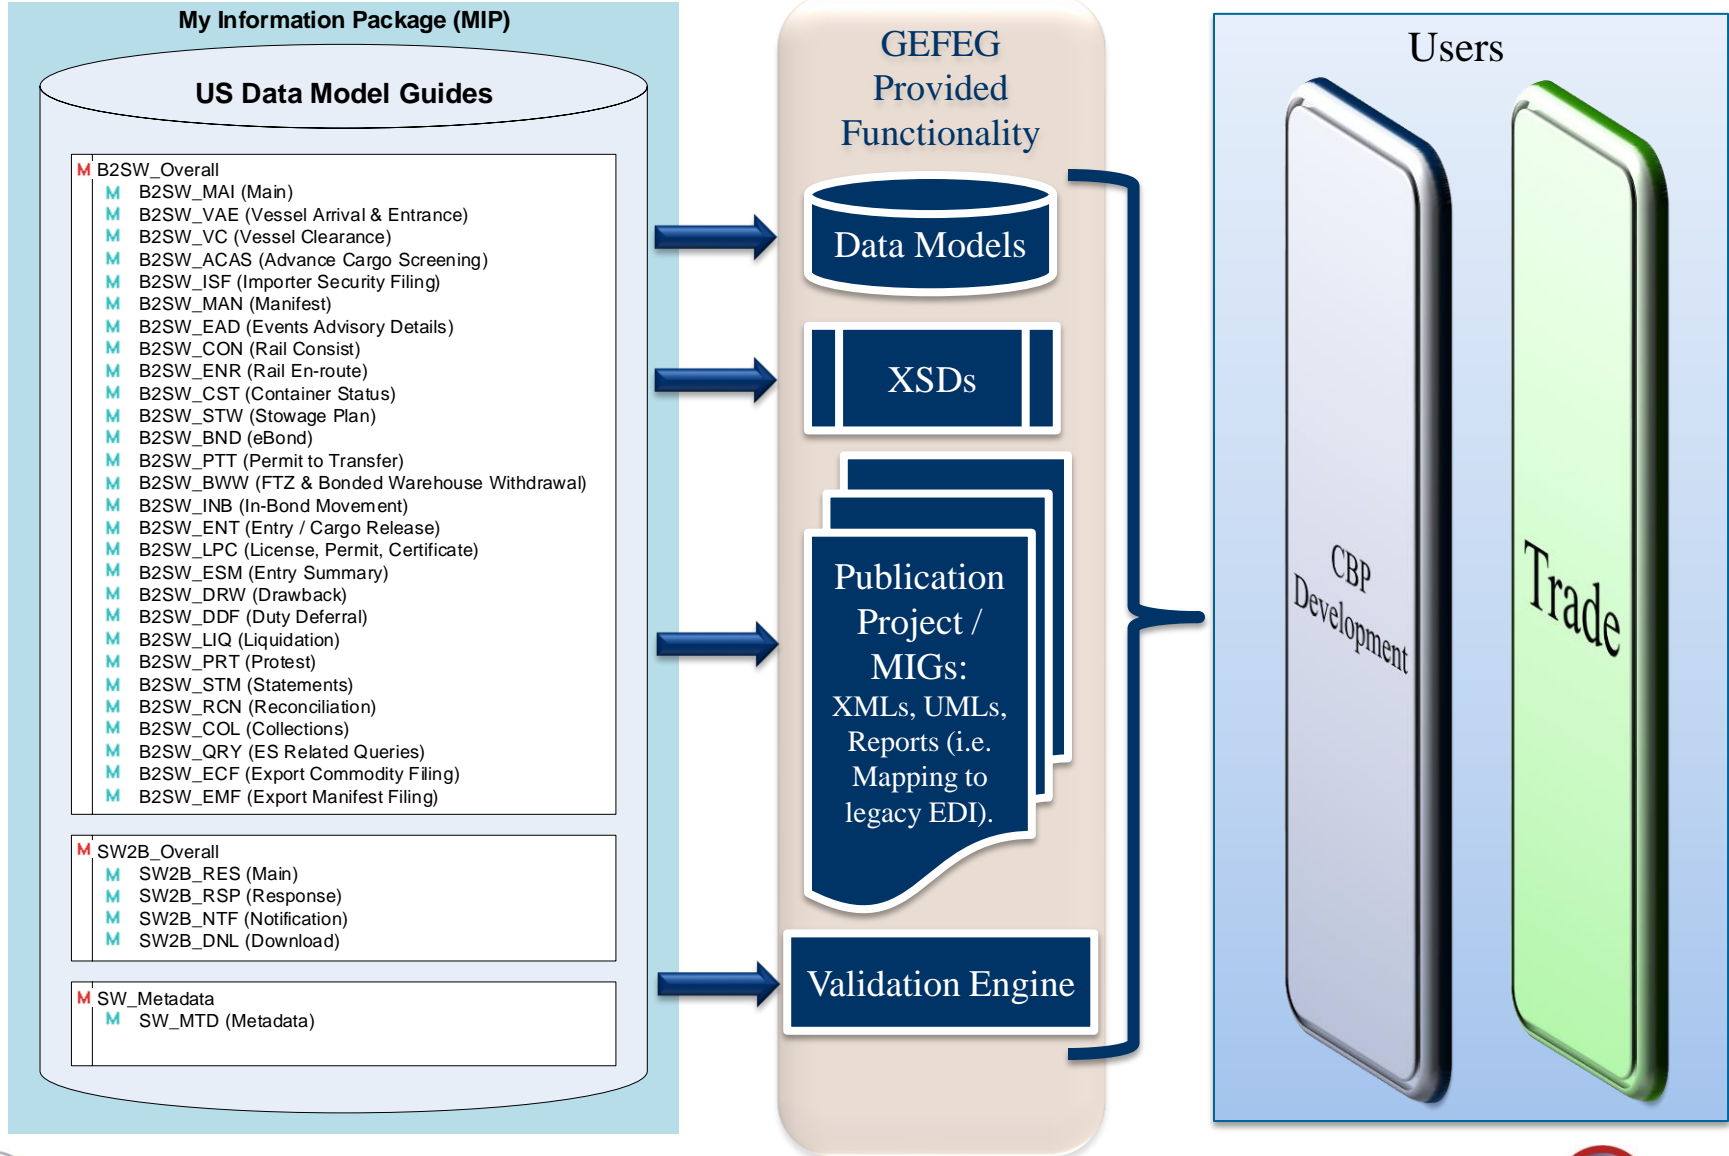 My Information Package (MIP)
US Data Model Guides
M B2SW_Overall
M B2SW_MAI (Main)
M B2SW_VAE (Vessel Arrival & Entrance)
M B2SW_VC (Vessel Clearance)
M B2SW_ACAS (Advance Cargo Screening)
M B2SW_ISF (Importer Security Filing)
M B2SW_MAN (Manifest)
M B2SW_EAD (Events Advisory Details)
M B2SW_CON (Rail Consist)
M B2SW_ENR (Rail En-route)
M B2SW_CST (Container Status)
M B2SW_STW (Stowage Plan)
M B2SW_BND (eBond)
M B2SW_PTT (Permit to Transfer)
M B2SW_BWW (FTZ & Bonded Warehouse Withdrawal)
M B2SW_INB (In-Bond Movement)
M B2SW_ENT (Entry / Cargo Release)
M B2SW_LPC (License, Permit, Certificate)
M B2SW_ESM (Entry Summary)
M B2SW_DRW (Drawback)
M B2SW_DDF (Duty Deferral)
M B2SW_LIQ (Liquidation)
M B2SW_PRT (Protest)
M B2SW_STM (Statements)
M B2SW_RCN (Reconciliation)
M B2SW_COL (Collections)
M B2SW_QRY (ES Related Queries)
M B2SW_ECF (Export Commodity Filing)
M B2SW_EMF (Export Manifest Filing)
M SW2B_Overall
M SW2B_RES (Main)
M SW2B_RSP (Response)
M SW2B_NTF (Notification)
M SW2B_DNL (Download)
M SW_Metadata
M SW_MTD (Metadata)
GEFEG
Provided
Functionality
Data Models
XSDs
Publication
Project /
MIGs:
XMLs, UMLs,
Reports (i.e.
Mapping to
legacy EDI).
Validation Engine
Users
CBP
Development
Trade